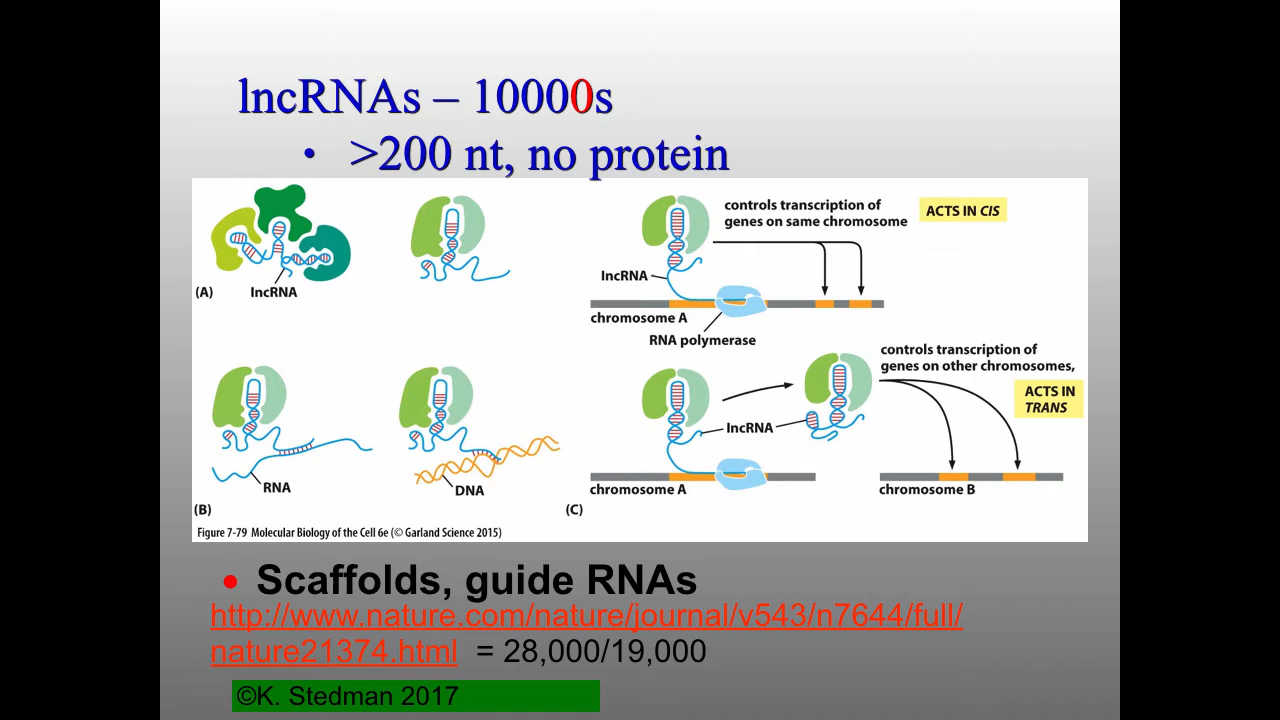 lncRNAs – 10000s
• >200 nt, no protein
(A)
lncRNA
(B)
RNA
DNA
controls transcription of
genes on same chromosome
ACTS IN CIS
lncRNA
chromosome A
RNA polymerase
controls transcription of
genes on other chromosomes,
ACTS IN
TRANS
lncRNA
chromosome A
chromosome B
(C)
Figure 7-79 Molecular Biology of the Cell 6e (© Garland Science 2015)
• Scaffolds, guide RNAs
http://www.nature.com/nature/journal/v543/n7644/full/
nature21374.html = 28,000/19,000
©K. Stedman 2017